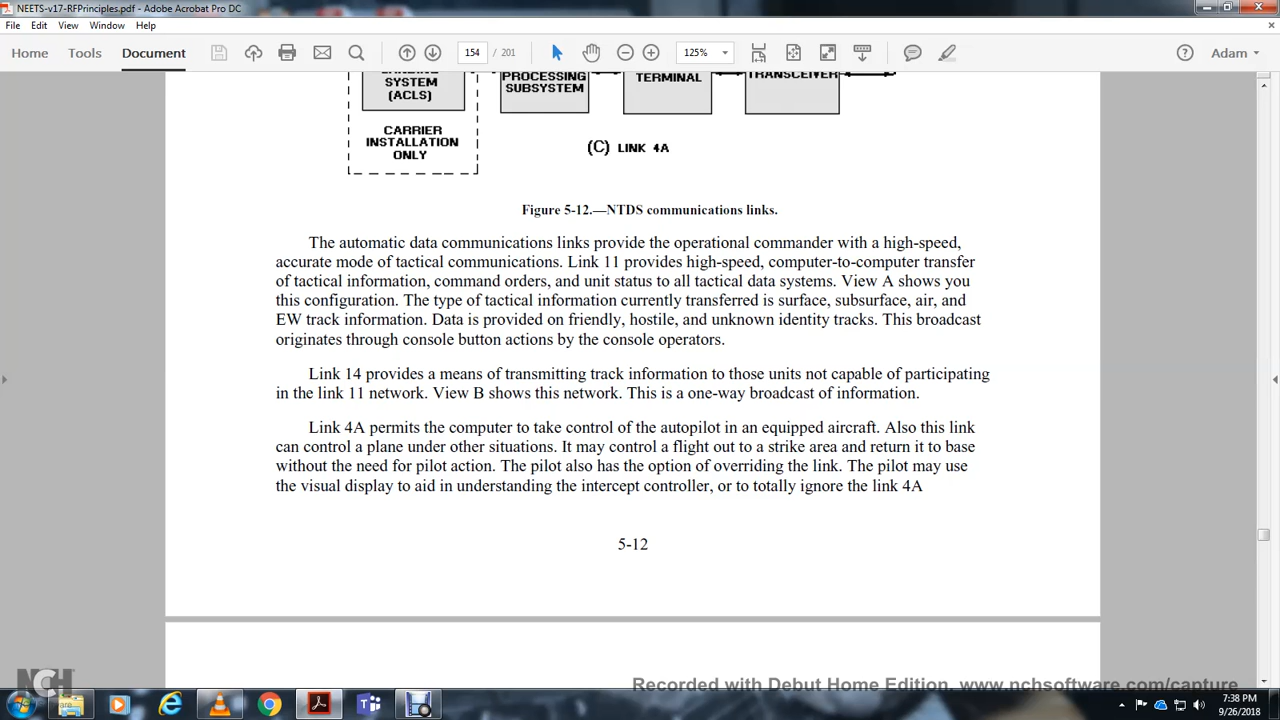 NEETS-v17-RFPrinciples.pdf - Adobe Acrobat Pro DC
File Edit View Window Help
Home Tools Document 154 / 201 125% Adam
LANDING
SYSTEM
(ACLS)
PROCESSING
SUBSYSTEM
TERMINAL
TRANSCEIVER
CARRIER
INSTALLATION
ONLY
(C) LINK 4A
Figure 5-12.—NTDS communications links.
The automatic data communications links provide the operational commander with a high-speed,
accurate mode of tactical communications. Link 11 provides high-speed, computer-to-computer transfer
of tactical information, command orders, and unit status to all tactical data systems. View A shows you
this configuration. The type of tactical information currently transferred is surface, subsurface, air, and
EW track information. Data is provided on friendly, hostile, and unknown identity tracks. This broadcast
originates through console button actions by the console operators.
Link 14 provides a means of transmitting track information to those units not capable of participating
in the link 11 network. View B shows this network. This is a one-way broadcast of information.
Link 4A permits the computer to take control of the autopilot in an equipped aircraft. Also this link
can control a plane under other situations. It may control a flight out to a strike area and return it to base
without the need for pilot action. The pilot also has the option of overriding the link. The pilot may use
the visual display to aid in understanding the intercept controller, or to totally ignore the link 4A
5-12
NCH
Recorded with Debut Home Edition. www.nchsoftware.com/capture
7:38 PM
9/26/2018